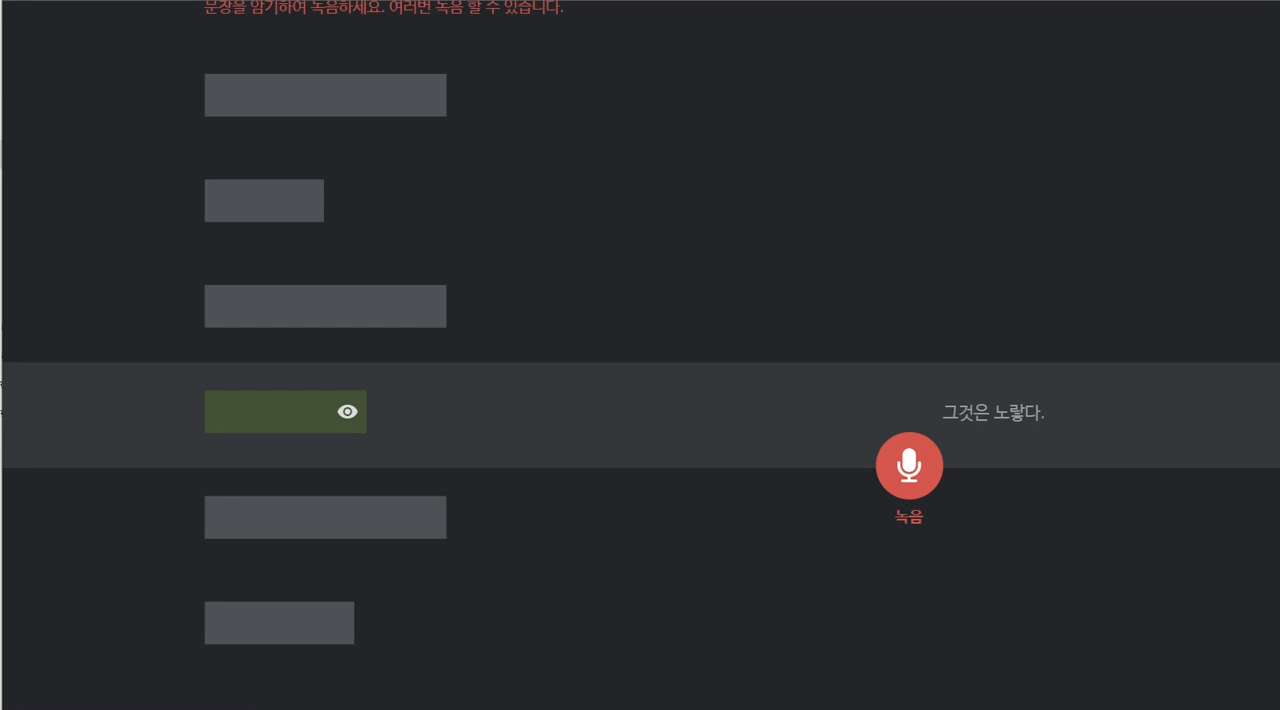 문장을 암기하여 녹음하세요. 여러번 녹음 할 수 있습니다.
그것은 노랗다.
녹음